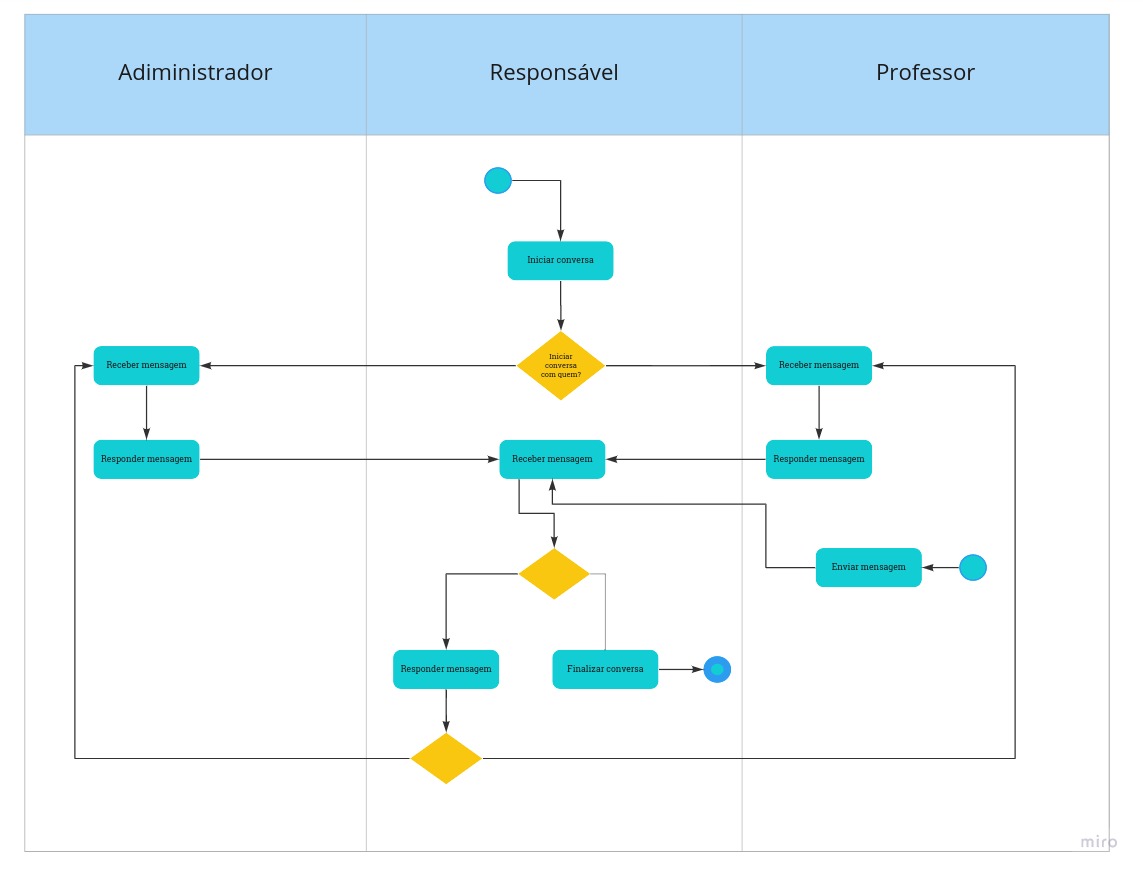 Adiministrador
Responsável
Professor
Iniciar conversa
Receber mensagem
Iniciar
conversa
com quem?
Receber mensagem
Responder mensagem
Receber mensagem
Responder mensagem
Enviar mensagem
Responder mensagem
Finalizar conversa
miro